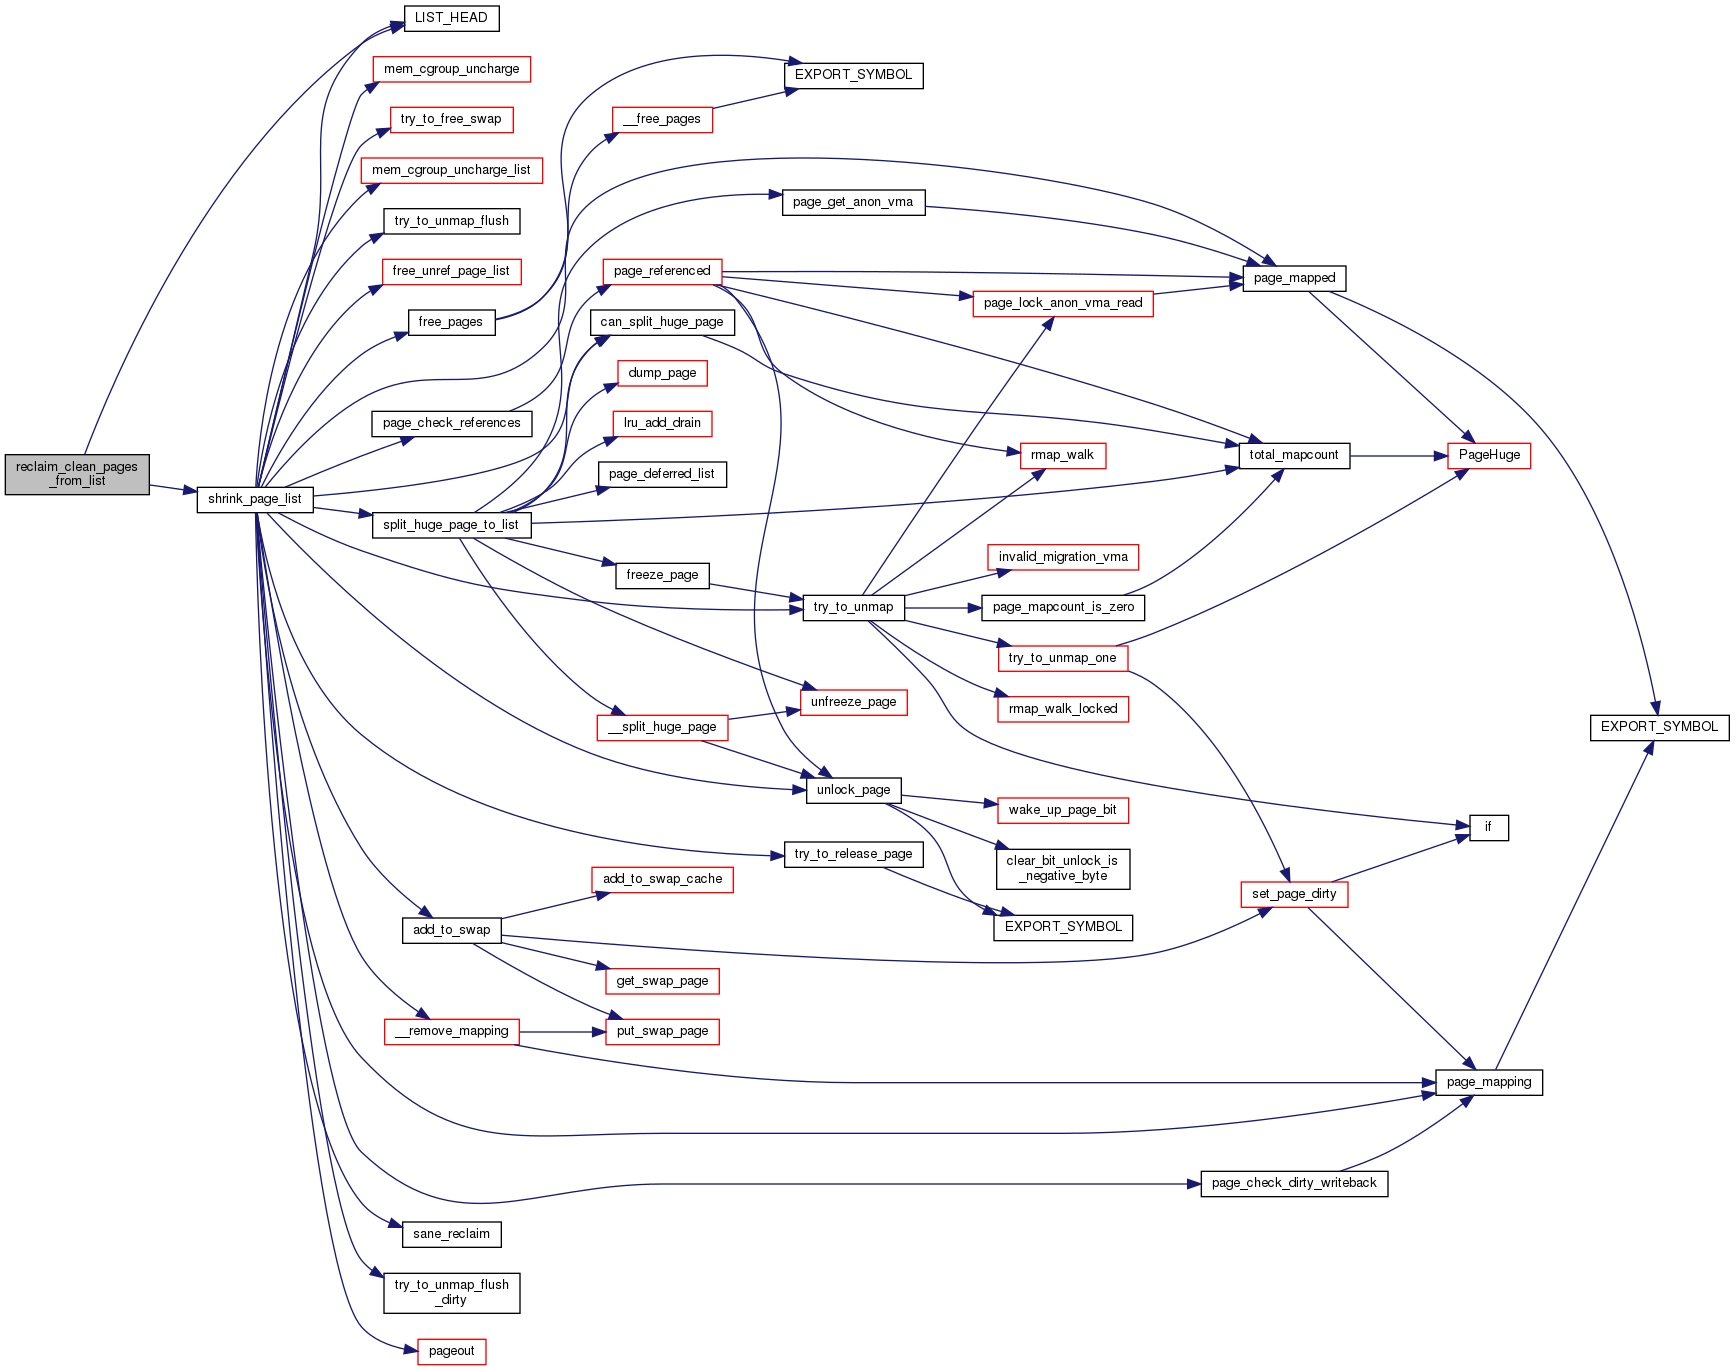 LIST_HEAD
mem_cgroup_uncharge
EXPORT_SYMBOL
try_to_free_swap
__free_pages
mem_cgroup_uncharge_list
page_get_anon_vma
try_to_unmap_flush
free_unref_page_list
page_referenced
page_mapped
page_lock_anon_vma_read
free_pages
can_split_huge_page
dump_page
page_check_references
lru_add_drain
rmap_walk
total_mapcount
PageHuge
reclaim_clean_pages
_from_list
page_deferred_list
shrink_page_list
split_huge_page_to_list
invalid_migration_vma
freeze_page
try_to_unmap
page_mapcount_is_zero
try_to_unmap_one
unfreeze_page
rmap_walk_locked
__split_huge_page
EXPORT_SYMBOL
unlock_page
wake_up_page_bit
if
try_to_release_page
clear_bit_unlock_is
_negative_byte
add_to_swap_cache
set_page_dirty
add_to_swap
EXPORT_SYMBOL
get_swap_page
__remove_mapping
put_swap_page
page_mapping
page_check_dirty_writeback
sane_reclaim
try_to_unmap_flush
_dirty
pageout